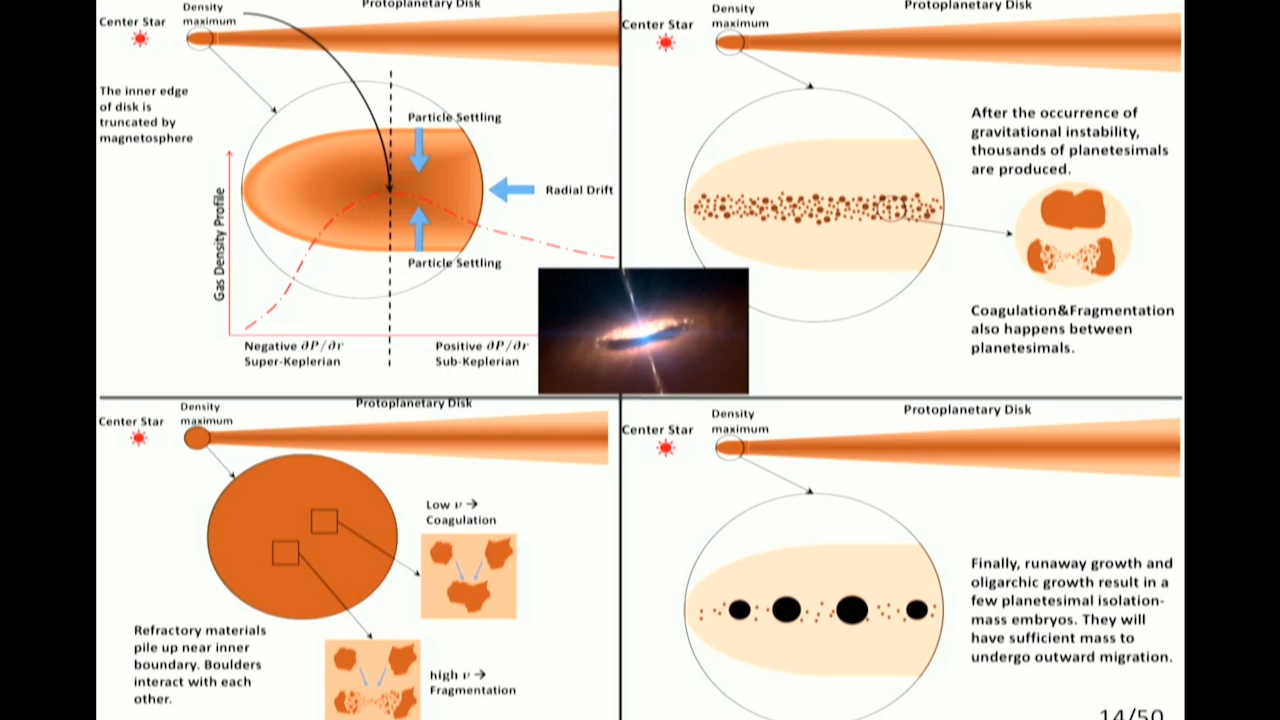 Protoplanetary Disk
Density
maximum
Center Star
The inner edge
of disk is
truncated by
magnetosphere
Particle Settling
Radial Drift
Particle Settling
Gas Density Profile
Negative ∂P/∂r
Super-Keplerian
Positive ∂P/∂r
Sub-Keplerian
Protoplanetary Disk
Density
maximum
Center Star
After the occurrence of
gravitational instability,
thousands of planetesimals
are produced.
Coagulation&Fragmentation
also happens between
planetesimals.
Protoplanetary Disk
Density
maximum
Center Star
Low ν →
Coagulation
Refractory materials
pile up near inner
boundary. Boulders
interact with each
other.
high ν →
Fragmentation
Protoplanetary Disk
Density
maximum
Center Star
Finally, runaway growth and
oligarchic growth result in a
few planetesimal isolation-
mass embryos. They will
have sufficient mass to
undergo outward migration.
14/50